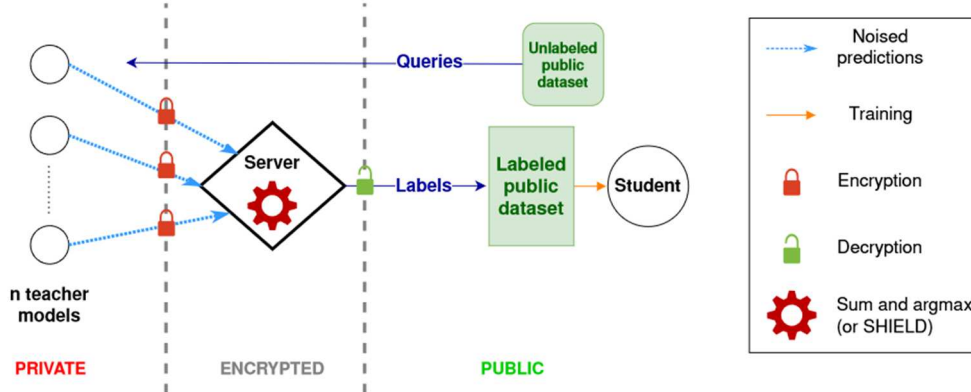 Queries
Unlabeled
public
dataset
Server
Labels
Labeled
public
dataset
Student
n teacher
models
PRIVATE
ENCRYPTED
PUBLIC
Noised
predictions
Training
Encryption
Decryption
Sum and argmax
(or SHIELD)